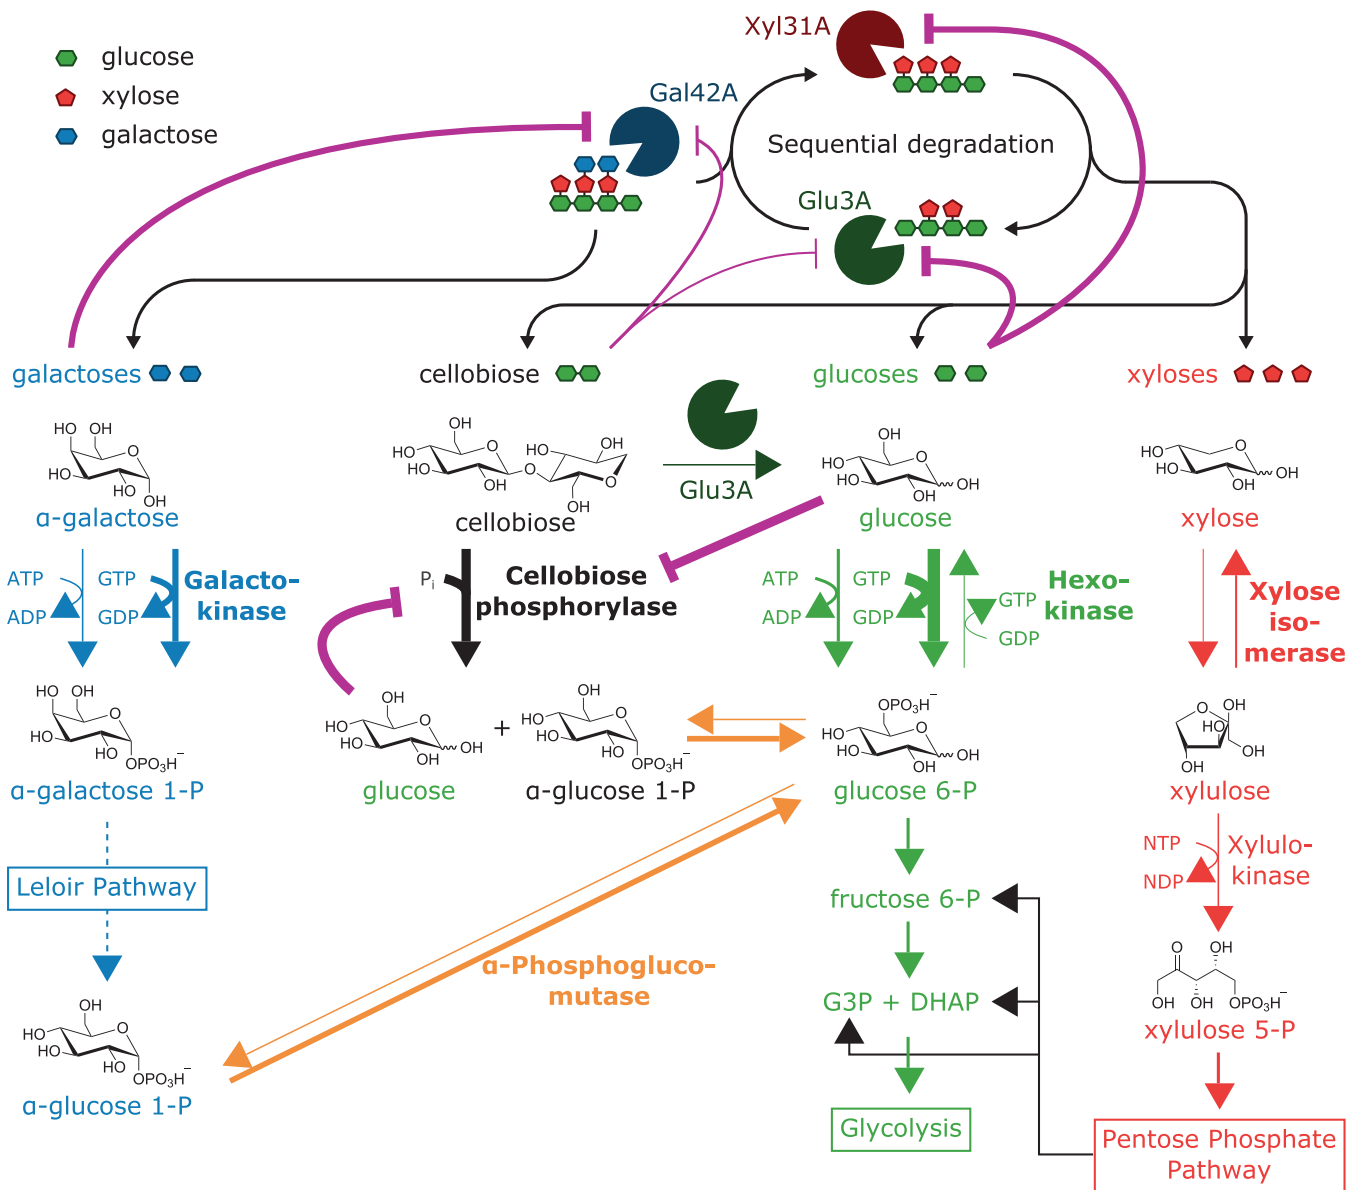 glucose
xylose
galactose
Xyl31A
Gal42A
Sequential degradation
Glu3A
galactoses
cellobiose
glucoses
xyloses
HO
OH
O
HO
HO
OH
OH
α-galactose
OH
O
HO
HO
OH
O
HO
OH
O
OH
cellobiose
Glu3A
OH
O
HO
HO
OH
OH
glucose
O
HO
HO
OH
OH
xylose
ATP
ADP
GTP
GDP
Galacto-
kinase
Pi
Cellobiose
phosphorylase
ATP
ADP
GTP
GDP
GTP
GDP
Hexo-
kinase
Xylose
iso-
merase
HO
OH
O
HO
HO
OPO3H−
α-galactose 1-P
OH
O
HO
HO
OH
OH
glucose
+
OH
O
HO
HO
HO
OPO3H−
α-glucose 1-P
OPO3H−
O
HO
HO
OH
OH
glucose 6-P
O
OH
HO
OH
OH
xylulose
Leloir Pathway
NTP
NDP
Xylulo-
kinase
fructose 6-P
α-Phosphogluco-
mutase
O
OH
OH
OH
OPO3H−
xylulose 5-P
G3P + DHAP
OH
O
HO
HO
HO
OPO3H−
α-glucose 1-P
Glycolysis
Pentose Phosphate
Pathway